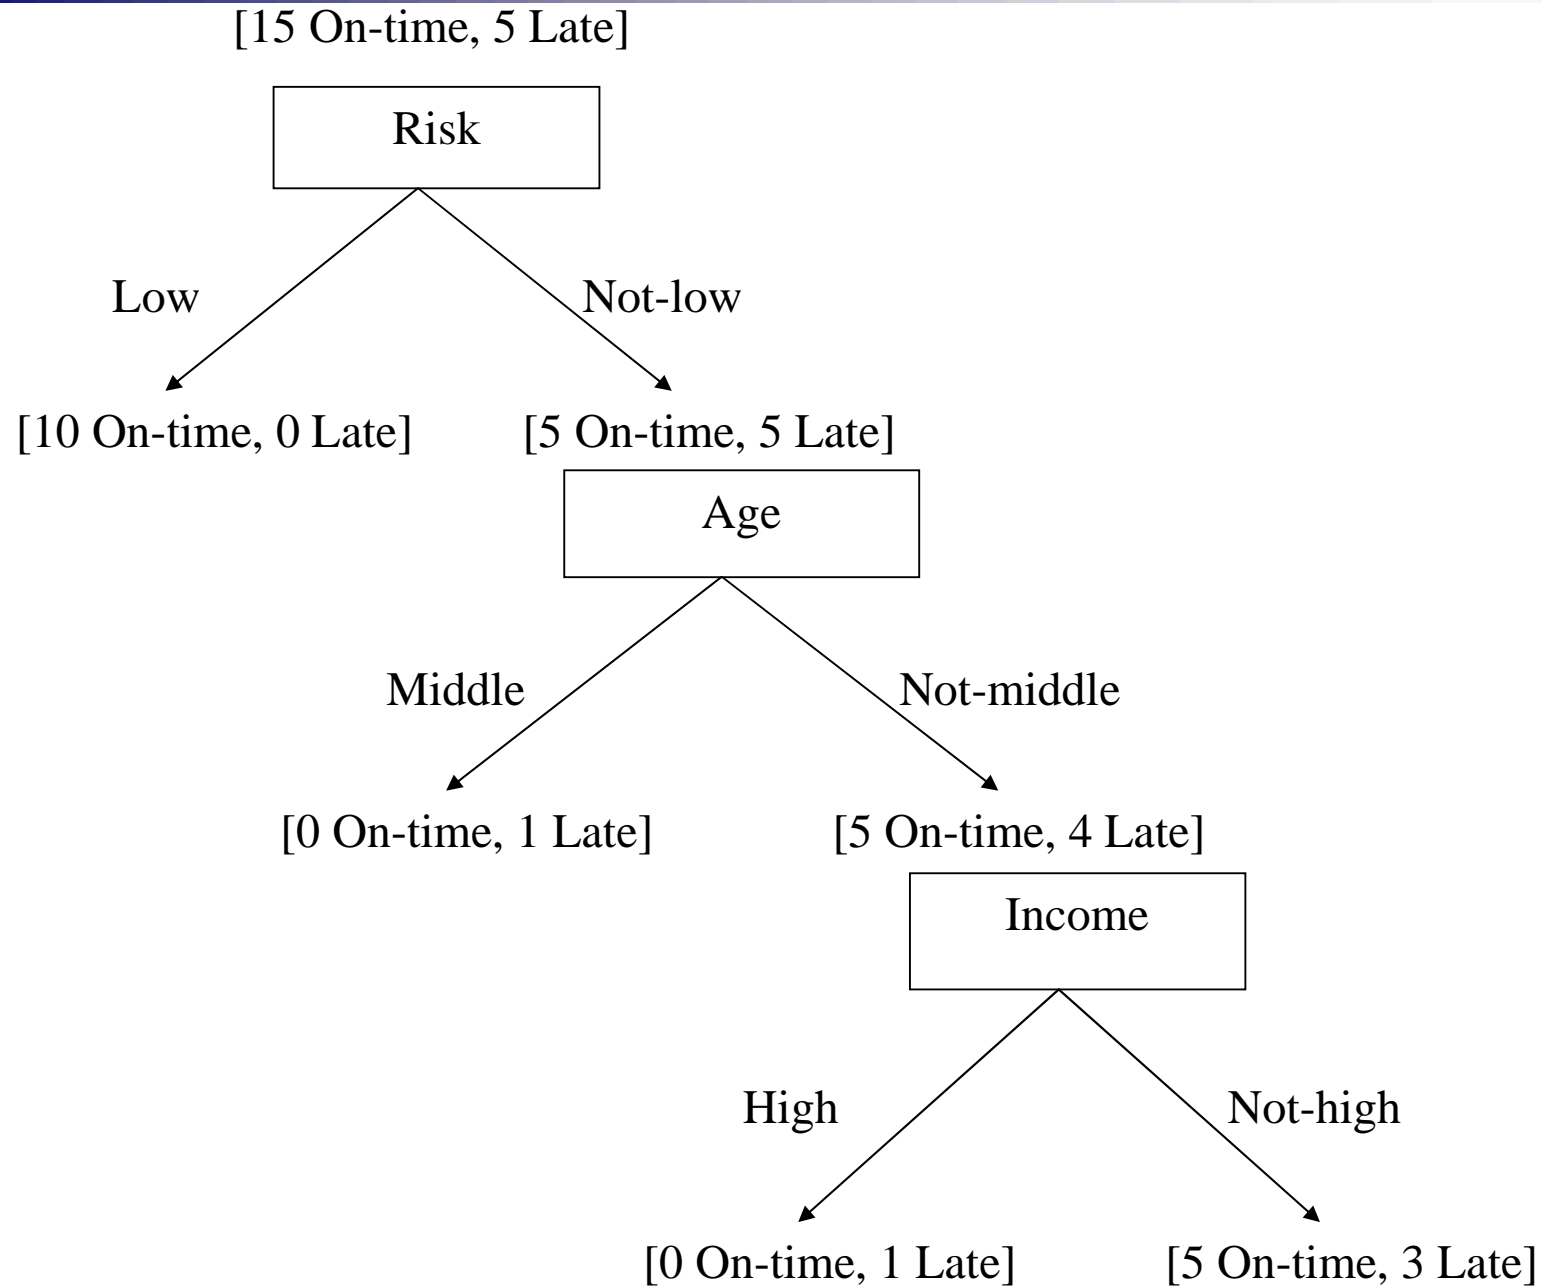 [15 On-time, 5 Late]
Risk
Low
Not-low
[10 On-time, 0 Late]
[5 On-time, 5 Late]
Age
Middle
Not-middle
[0 On-time, 1 Late]
[5 On-time, 4 Late]
Income
High
Not-high
[0 On-time, 1 Late]
[5 On-time, 3 Late]